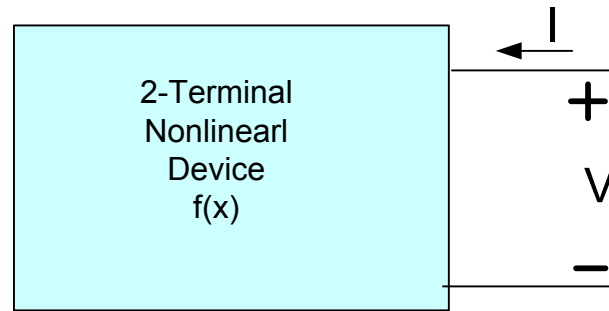 I
2-Terminal
Nonlinearl
Device
f(x)
+
V
−